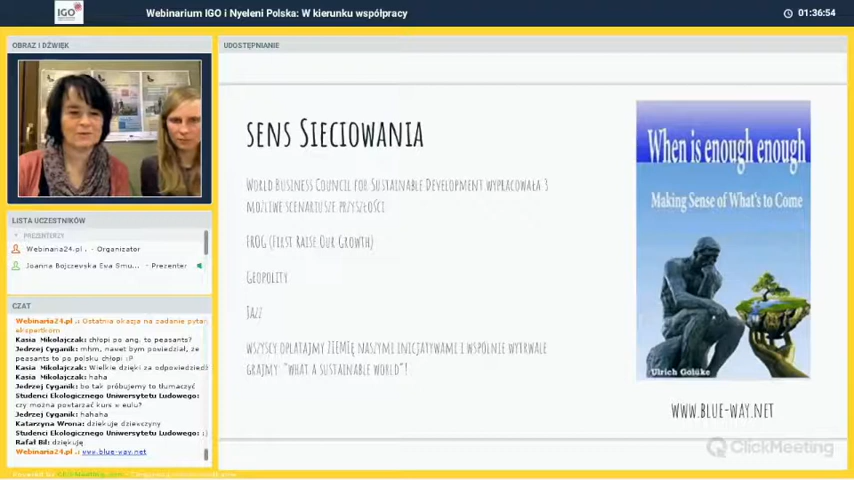 IGO
Webinarium IGO i Nyeleni Polska: W kierunku współpracy
01:36:54
OBRAZ I DŹWIĘK
UDOSTĘPNIANIE
LISTA UCZESTNIKÓW
PREZENTERZY
Webinaria24.pl . - Organizator
Joanna Bojczewska Ewa Smu... - Prezenter
CZAT
Webinaria24.pl .: Ostatnia okazja na zadanie pytań
ekspertkom
Kasia Mikołajczak: chłopi po ang. to peasants?
Jedrzej Cyganik: mhm, nawet bym powiedział, ze
peasants to po polsku chłopi :P
Kasia Mikołajczak: Wielkie dzięki za odpowiedzied
Kasia Mikołajczak: haha
Jedrzej Cyganik: bo tak próbujemy to tlumaczyć
Studenci Ekologicznego Uniwersytetu Ludowego:
czy można postarzać kurs w eulu?
Jedrzej Cyganik: hahaha
Katarzyna Wrona: dziekuje dziewczyny
Studenci Ekologicznego Uniwersytetu Ludowego: :)
Rafał Bil: dziękuję
Webinaria24.pl .: www.blue-way.net
sens Sieciowania
World Business Council for Sustainable Development wypracowała 3
możliwe scenariusze przyszłości:
FROG (First Raise Our Growth)
Geopolity
Jazz
wszyscy oplatajmy ZIEMIĘ naszymi inicjatywami i wspólnie wytrwale
grajmy: "what a sustainable world"!
When is enough enough
Making Sense of What's to Come
Ulrich Golüke
www.blue-way.net
ClickMeeting